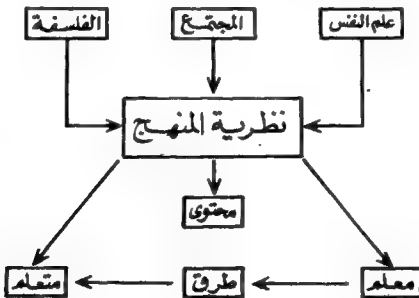 علم النفس
المجتمع
الفلسفة
نظرية المنهج
محتوى
معلم
طرق
متعلم